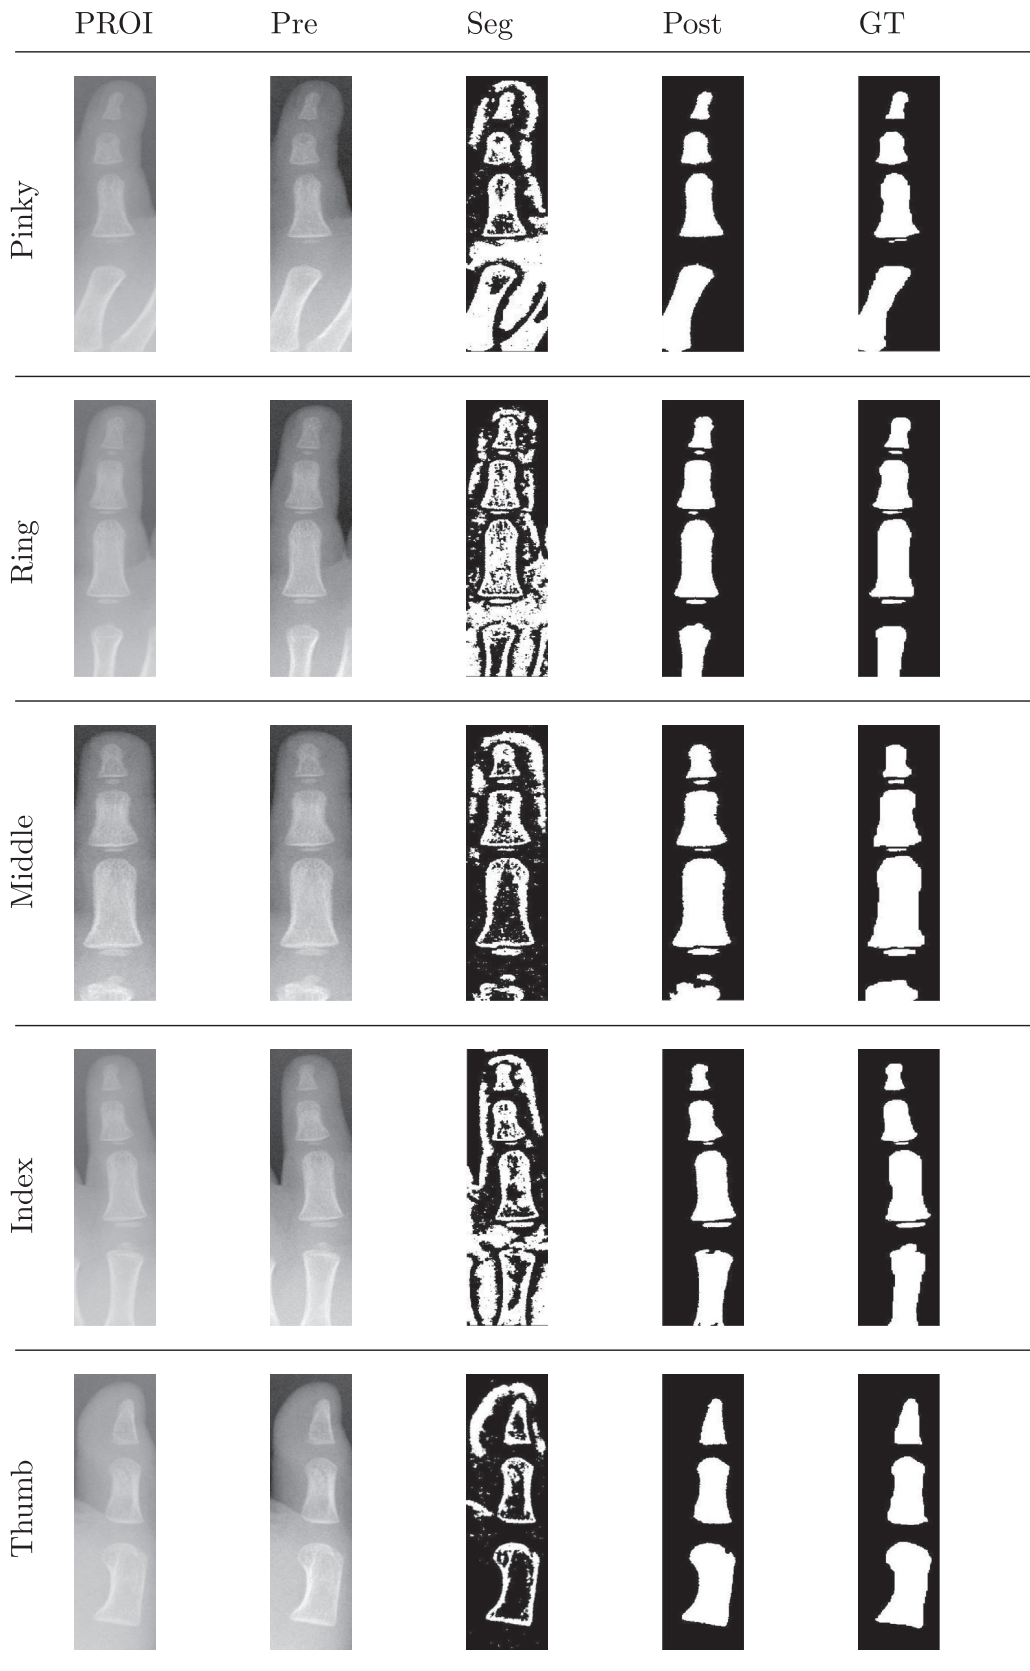 PROI Pre Seg Post GT
Pinky
Ring
Middle
Index
Thumb